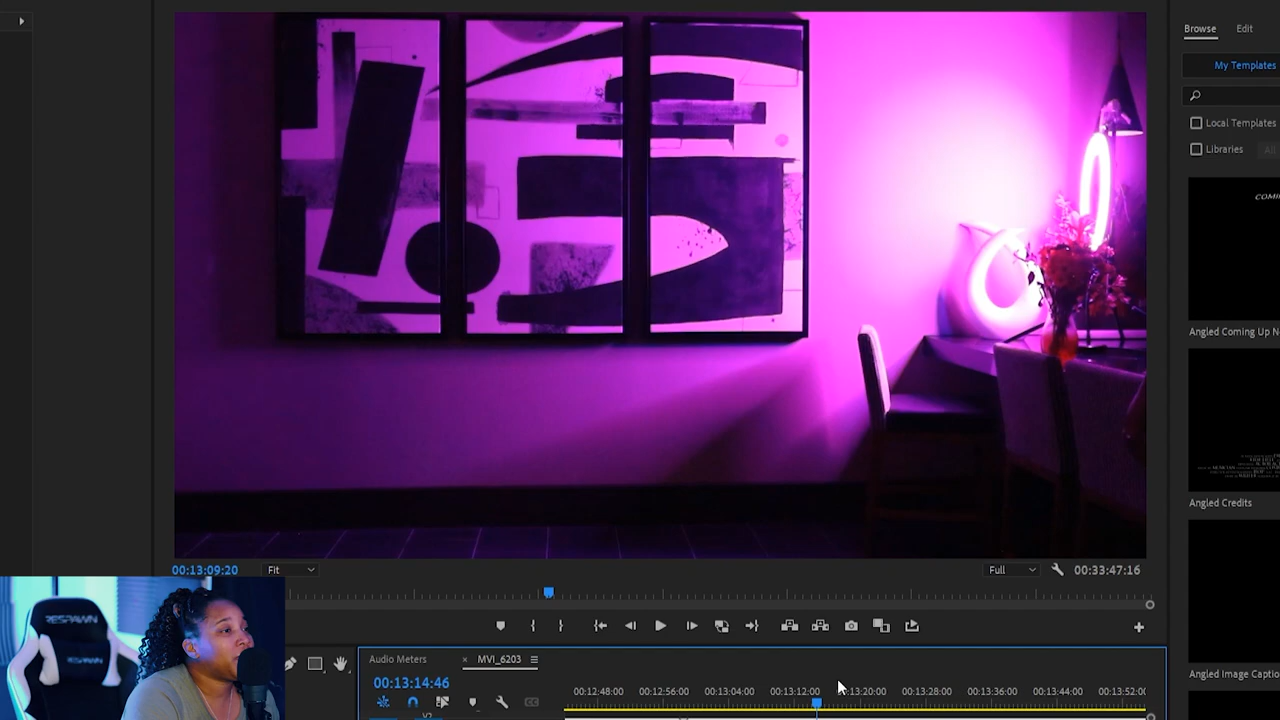 Browse Edit
My Templates
Local Templates
Libraries
COMI
Angled Coming Up N
Angled Credits
Angled Image Captio
00:13:09:20 Fit Full 00:33:47:16
RESPAWN
RESPAWN
Audio Meters × MVI_6203
00:13:14:46
00:12:48:00 00:12:56:00 00:13:04:00 00:13:12:00 00:13:20:00 00:13:28:00 00:13:36:00 00:13:44:00 00:13:52:00